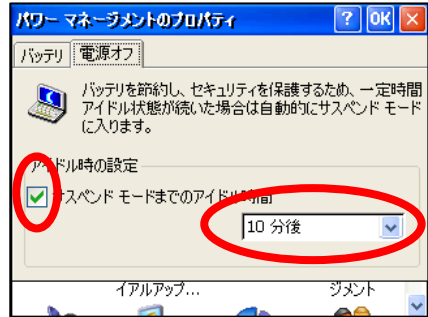 パワー マネージメントのプロパティ ? OK ×
バッテリ 電源オフ
バッテリを節約し、セキュリティを保護するため、一定時間
アイドル状態が続いた場合は自動的にサスペンド モード
に入ります。
アイドル時の設定
サスペンド モードまでのアイドル時間
10 分後
イアルアップ... ジメント